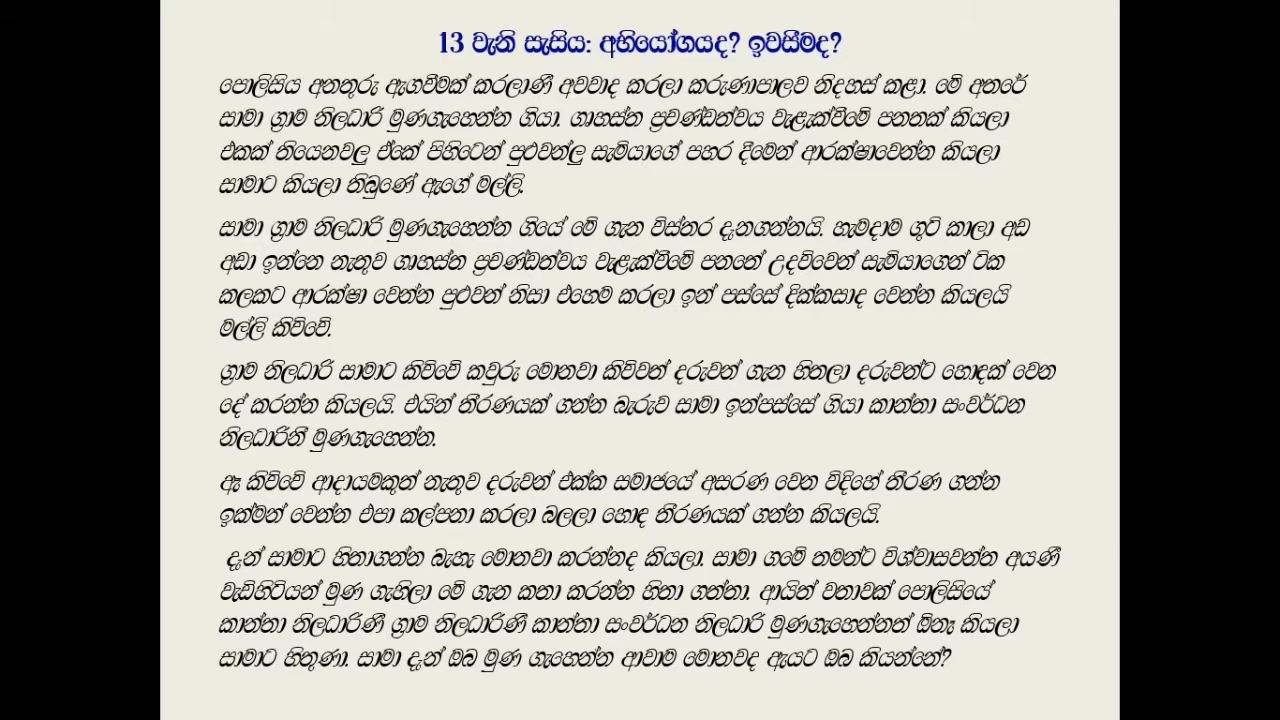 13 වැනි සැසිය: අභියෝගයද? ඉවසීමද?
පොලිසිය අනතුරු ඇගවීමක් කරලාණී අවවාද කරලා කරුණාපාලව නිදහස් කළා. මේ අතරේ
සාමා ග්‍රාම නිලධාරි මුණගැහෙන්න ගියා. ගෘහස්ත ප්‍රචණ්ඩත්වය වැළැක්වීමේ පනතක් කියලා
එකක් තියෙනවලු ඒකේ පිහිටෙන් පුළුවන්ලු සැමියාගේ පහර දීමෙන් ආරක්ෂාවෙන්න කියලා
සාමාට කියලා තිබුණේ ඇගේ මල්ලි.
සාමා ග්‍රාම නිලධාරි මුණගැහෙන්න ගියේ මේ ගැන විස්තර දැනගන්නයි. හැමදාම ගුටි කාලා අඩ
අඩා ඉන්නෙ නැතුව ගෘහස්ත ප්‍රචණ්ඩත්වය වැළැක්වීමේ පනතේ උදව්වෙන් සැමියාගෙන් ටික
කලකට ආරක්ෂා වෙන්න පුළුවන් නිසා එහෙම කරලා ඉන් පස්සේ දික්කසාද වෙන්න කියලයි
මල්ලි කිව්වේ.
ග්‍රාම නිලධාරි සාමාට කිව්වේ කවුරු මොනවා කිව්වත් දරුවන් ගැන හිතලා දරුවන්ට හොඳක් වෙන
දේ කරන්න කියලයි. එයින් තීරණයක් ගන්න බැරුව සාමා ඉන්පස්සේ ගියා කාන්තා සංවර්ධන
නිලධාරිනී මුණගැහෙන්න.
ඈ කිව්වේ ආදායමකුත් නැතුව දරුවන් එක්ක සමාජයේ අසරණ වෙන විදිහේ තීරණ ගන්න
ඉක්මන් වෙන්න එපා කල්පනා කරලා බලලා හොඳ තීරණයක් ගන්න කියලයි.
දැන් සාමාට හිතාගන්න බැහැ මොනවා කරන්නද කියලා. සාමා ගමේ තමන්ට විශ්වාසවන්ත අයණී
වැඩිහිටියන් මුණ ගැහිලා මේ ගැන කතා කරන්න හිතා ගත්තා. ආයිත් වතාවක් පොලිසියේ
කාන්තා නිලධාරිණී ග්‍රාම නිලධාරිණී කාන්තා සංවර්ධන නිලධාරි මුණගැහෙන්නත් ඕනෑ කියලා
සාමාට හිතුණා. සාමා දැන් ඔබ මුණ ගැහෙන්න ආවාම මොනවද ඇයට ඔබ කියන්නේ?